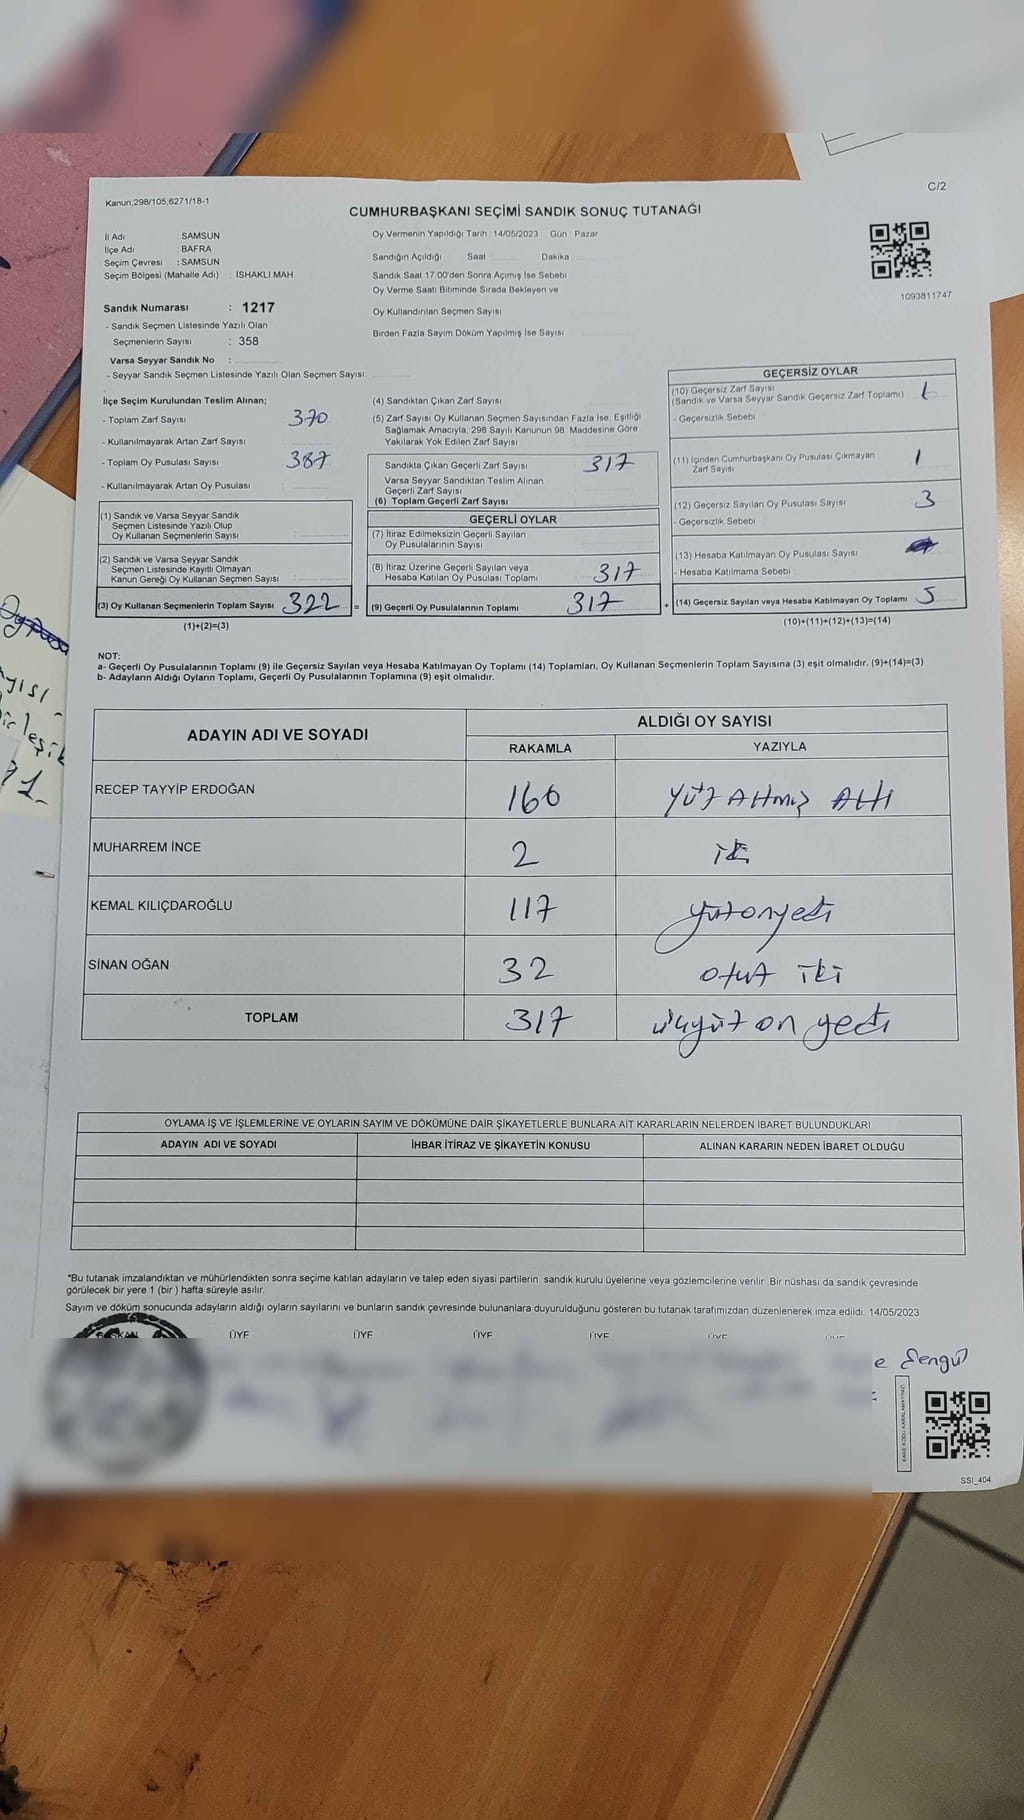 Kanun;298/105,6271/18-1
C/2
CUMHURBAŞKANI SEÇİMİ SANDIK SONUÇ TUTANAĞI
İl Adı : SAMSUN
İlçe Adı : BAFRA
Seçim Çevresi : SAMSUN
Seçim Bölgesi (Mahalle Adı) : İSHAKLI MAH
Oy Vermenin Yapıldığı Tarih : 14/05/2023 Gün : Pazar
Sandığın Açıldığı Saat Dakika
Sandık Saat 17:00'den Sonra Açımış İse Sebebi
Oy Verme Saati Bitiminde Sırada Bekleyen ve
Oy Kullandırılan Seçmen Sayısı
Birden Fazla Sayım Döküm Yapılmış İse Sayısı
1093811747
Sandık Numarası : 1217
- Sandık Seçmen Listesinde Yazılı Olan
Seçmenlerin Sayısı : 358
Varsa Seyyar Sandık No :
- Seyyar Sandık Seçmen Listesinde Yazılı Olan Seçmen Sayısı:
İlçe Seçim Kurulundan Teslim Alınan;
- Toplam Zarf Sayısı 370
- Kullanılmayarak Artan Zarf Sayısı
- Toplam Oy Pusulası Sayısı 387
- Kullanılmayarak Artan Oy Pusulası
(1) Sandık ve Varsa Seyyar Sandık
Seçmen Listesinde Yazılı Olup
Oy Kullanan Seçmenlerin Sayısı
(2) Sandık ve Varsa Seyyar Sandık
Seçmen Listesinde Kayıtlı Olmayan
Kanun Gereği Oy Kullanan Seçmen Sayısı
(3) Oy Kullanan Seçmenlerin Toplam Sayısı 322 =
(1)+(2)=(3)
(4) Sandıktan Çıkan Zarf Sayısı
(5) Zarf Sayısı Oy Kullanan Seçmen Sayısından Fazla İse, Eşitliği
Sağlamak Amacıyla, 298 Sayılı Kanunun 98. Maddesine Göre
Yakılarak Yok Edilen Zarf Sayısı
Sandıkta Çıkan Geçerli Zarf Sayısı 317
Varsa Seyyar Sandıktan Teslim Alınan
Geçerli Zarf Sayısı
(6) Toplam Geçerli Zarf Sayısı
GEÇERLİ OYLAR
(7) İtiraz Edilmeksizin Geçerli Sayılan
Oy Pusulalarının Sayısı
(8) İtiraz Üzerine Geçerli Sayılan veya
Hesaba Katılan Oy Pusulası Toplamı 317
(9) Geçerli Oy Pusulalarının Toplamı 317 +
GEÇERSİZ OYLAR
(10) Geçersiz Zarf Sayısı
(Sandık ve Varsa Seyyar Sandık Geçersiz Zarf Toplamı)
- Geçersizlik Sebebi
(11) İçinden Cumhurbaşkanı Oy Pusulası Çıkmayan
Zarf Sayısı 1
(12) Geçersiz Sayılan Oy Pusulası Sayısı 3
- Geçersizlik Sebebi
(13) Hesaba Katılmayan Oy Pusulası Sayısı
- Hesaba Katılmama Sebebi
(14) Geçersiz Sayılan veya Hesaba Katılmayan Oy Toplamı 5
(10)+(11)+(12)+(13)=(14)
NOT:
a- Geçerli Oy Pusulalarının Toplamı (9) ile Geçersiz Sayılan veya Hesaba Katılmayan Oy Toplamı (14) Toplamları, Oy Kullanan Seçmenlerin Toplam Sayısına (3) eşit olmalıdır. (9)+(14)=(3)
b- Adayların Aldığı Oyların Toplamı, Geçerli Oy Pusulalarının Toplamına (9) eşit olmalıdır.
ADAYIN ADI VE SOYADI
ALDIĞI OY SAYISI
RAKAMLA YAZIYLA
RECEP TAYYİP ERDOĞAN 166 yüz Altmış Altı
MUHARREM İNCE 2 iki
KEMAL KILIÇDAROĞLU 117 yüzonyedi
SİNAN OĞAN 32 otuz iki
TOPLAM 317 üçyüz on yedi
OYLAMA İŞ VE İŞLEMLERİNE VE OYLARIN SAYIM VE DÖKÜMÜNE DAİR ŞİKAYETLERLE BUNLARA AİT KARARLARIN NELERDEN İBARET BULUNDUKLARI
ADAYIN ADI VE SOYADI İHBAR İTİRAZ VE ŞİKAYETİN KONUSU ALINAN KARARIN NEDEN İBARET OLDUĞU
*Bu tutanak imzalandıktan ve mühürlendikten sonra seçime katılan adayların ve talep eden siyasi partilerin sandık kurulu üyelerine veya gözlemcilerine verilir. Bir nüshası da sandık çevresinde
görülecek bir yere 1 (bir) hafta süreyle asılır.
Sayım ve döküm sonucunda adayların aldığı oyların sayılarını ve bunların sandık çevresinde bulunanlara duyurulduğunu gösteren bu tutanak tarafımızdan düzenlenerek imza edildi. 14/05/2023
ÜYE ÜYE ÜYE ÜYE
e Şengül
KARE KODU KARALAMAYINIZ!
SSI_404